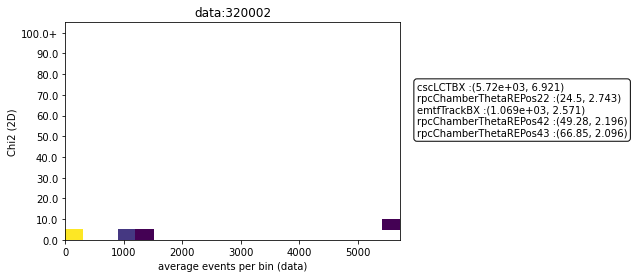 data:320002
100.0+
90.0
80.0
70.0
60.0
50.0
40.0
30.0
20.0
10.0
0.0
Chi2 (2D)
0 1000 2000 3000 4000 5000
average events per bin (data)
cscLCTBX :(5.72e+03, 6.921)
rpcChamberThetaREPos22 :(24.5, 2.743)
emtfTrackBX :(1.069e+03, 2.571)
rpcChamberThetaREPos42 :(49.28, 2.196)
rpcChamberThetaREPos43 :(66.85, 2.096)